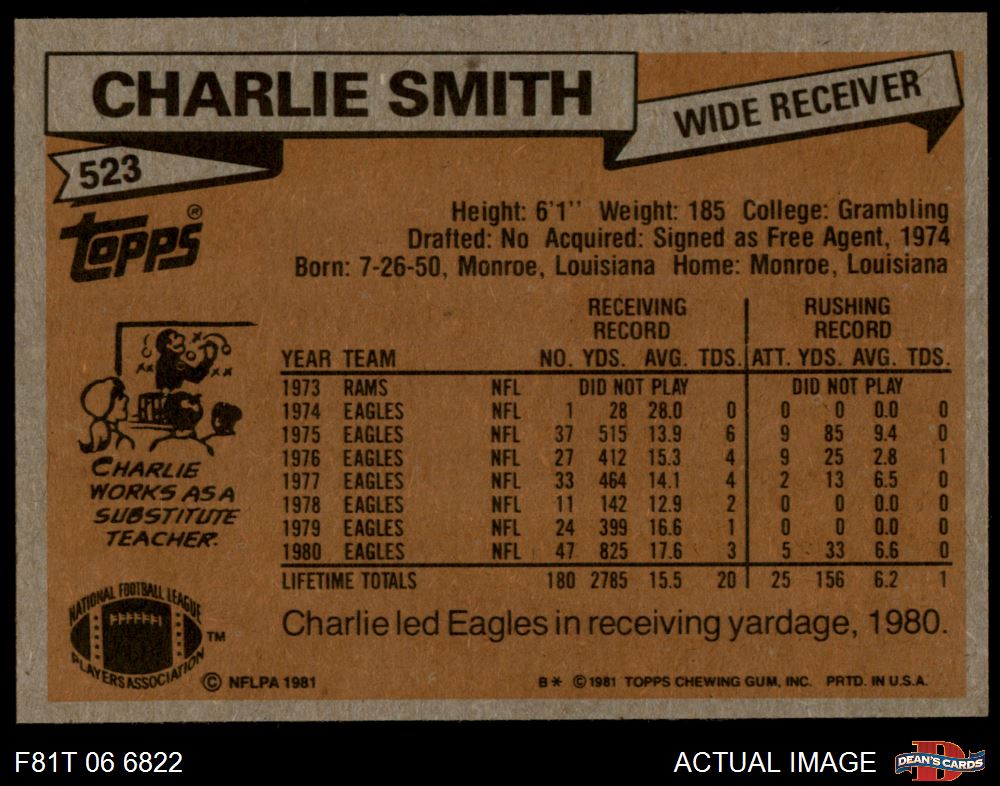 CHARLIE SMITH
WIDE RECEIVER
523
TOPPS®
Height: 6'1'' Weight: 185 College: Grambling
Drafted: No Acquired: Signed as Free Agent, 1974
Born: 7-26-50, Monroe, Louisiana Home: Monroe, Louisiana
RECEIVING RECORD RUSHING RECORD
YEAR TEAM NO. YDS. AVG. TDS. ATT. YDS. AVG. TDS.
1973 RAMS NFL DID NOT PLAY DID NOT PLAY
1974 EAGLES NFL 1 28 28.0 0 0 0 0.0 0
1975 EAGLES NFL 37 515 13.9 6 9 85 9.4 0
1976 EAGLES NFL 27 412 15.3 4 9 25 2.8 1
1977 EAGLES NFL 33 464 14.1 4 2 13 6.5 0
1978 EAGLES NFL 11 142 12.9 2 0 0 0.0 0
1979 EAGLES NFL 24 399 16.6 1 0 0 0.0 0
1980 EAGLES NFL 47 825 17.6 3 5 33 6.6 0
LIFETIME TOTALS 180 2785 15.5 20 25 156 6.2 1
Charlie led Eagles in receiving yardage, 1980.
CHARLIE
WORKS AS A
SUBSTITUTE
TEACHER.
NATIONAL FOOTBALL LEAGUE
PLAYERS ASSOCIATION
TM
© NFLPA 1981
B* © 1981 TOPPS CHEWING GUM, INC. PRTD. IN U.S.A.
F81T 06 6822
ACTUAL IMAGE
D
DEAN'S CARDS